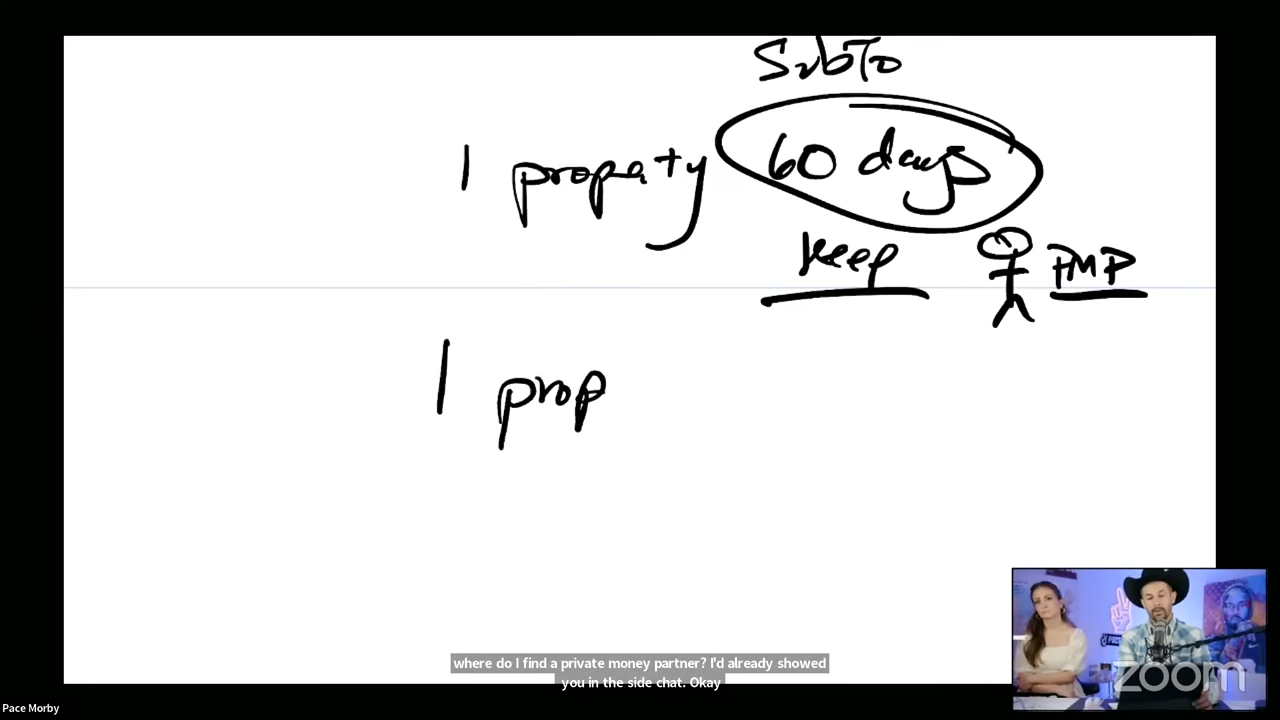 SubTo
1 property 60 days
Keep PMP
1 prop
where do I find a private money partner? I'd already showed
you in the side chat. Okay
zoom
Pace Morby